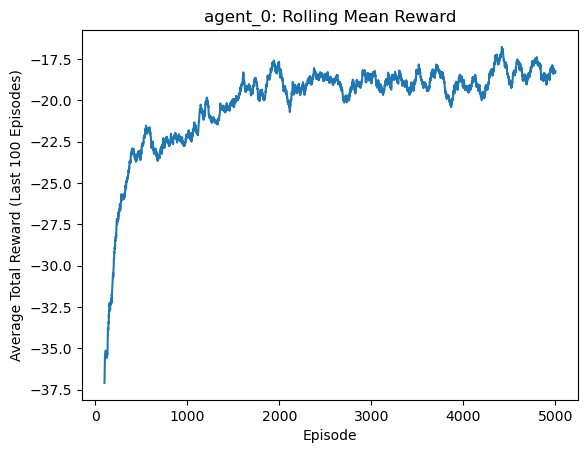 agent_0: Rolling Mean Reward
Average Total Reward (Last 100 Episodes)
−17.5
−20.0
−22.5
−25.0
−27.5
−30.0
−32.5
−35.0
−37.5
0 1000 2000 3000 4000 5000
Episode